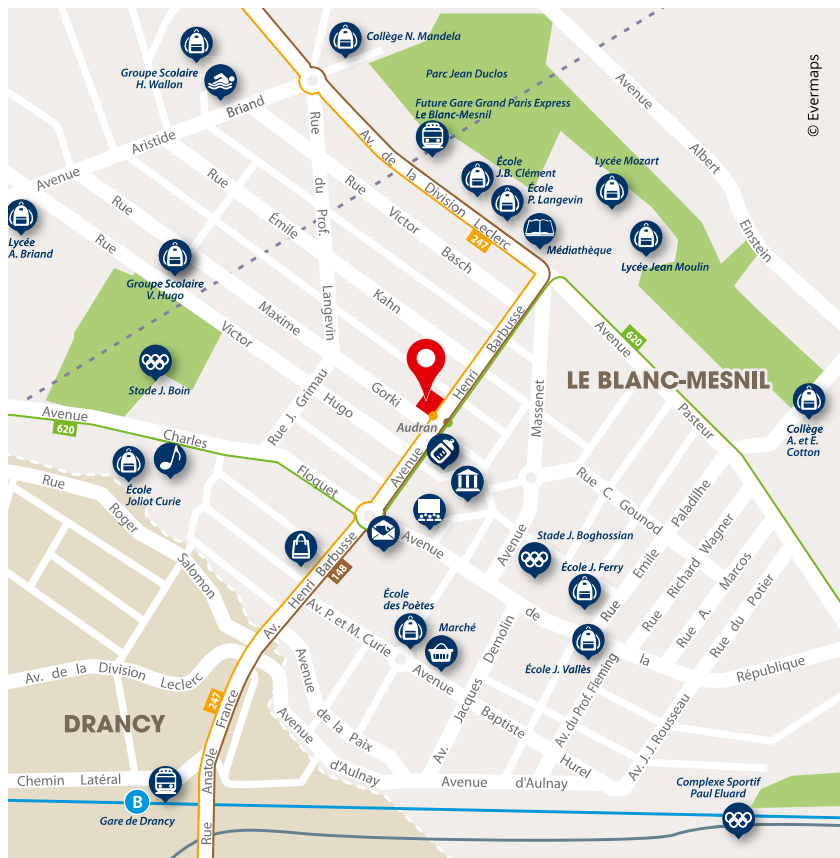 Collège N. Mandela
Groupe Scolaire
H. Wallon
Parc Jean Duclos
© Evermaps
Avenue Albert Einstein
Future Gare Grand Paris Express
Le Blanc-Mesnil
Avenue Aristide Briand
Rue du Prof. Langevin
Av. de la Division Leclerc
247
École
J.B. Clément
École
P. Langevin
Lycée Mozart
Médiathèque
Lycée Jean Moulin
Lycée
A. Briand
Rue Émile Kahn
Rue Victor Basch
Rue Maxime Gorki
Rue Victor Hugo
Groupe Scolaire
V. Hugo
Stade J. Boin
Rue J. Grimau
Avenue Henri Barbusse
Massenet
Avenue
Avenue Pasteur
620
LE BLANC-MESNIL
Audran
Avenue Charles Floquet
620
Collège
A. et E.
Cotton
École
Joliot Curie
Rue Roger Salomon
Rue C. Gounod
Stade J. Boghossian
École J. Ferry
Rue Emile Paladilhe
Rue Richard Wagner
Rue A. Marcos
Rue du Potier
Avenue de la République
Av. Henri Barbusse
148
Av. P. et M. Curie
École
des Poètes
Marché
École J. Vallès
Avenue Baptiste Hurel
Av. Jacques Demolin
Av. du Prof. Fleming
Av. J. J. Rousseau
Av. de la Division Leclerc
247
DRANCY
Rue Anatole France
Avenue de la Paix
Avenue d'Aulnay
Avenue d'Aulnay
Chemin Latéral
B
Gare de Drancy
Complexe Sportif
Paul Eluard